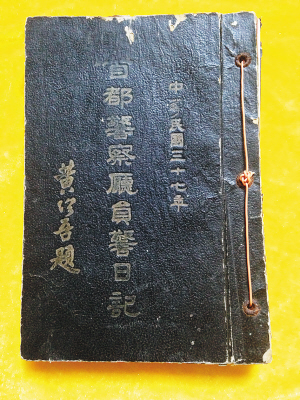 中華民國三十七年
首都警察廳員警日記
黃珍吾題